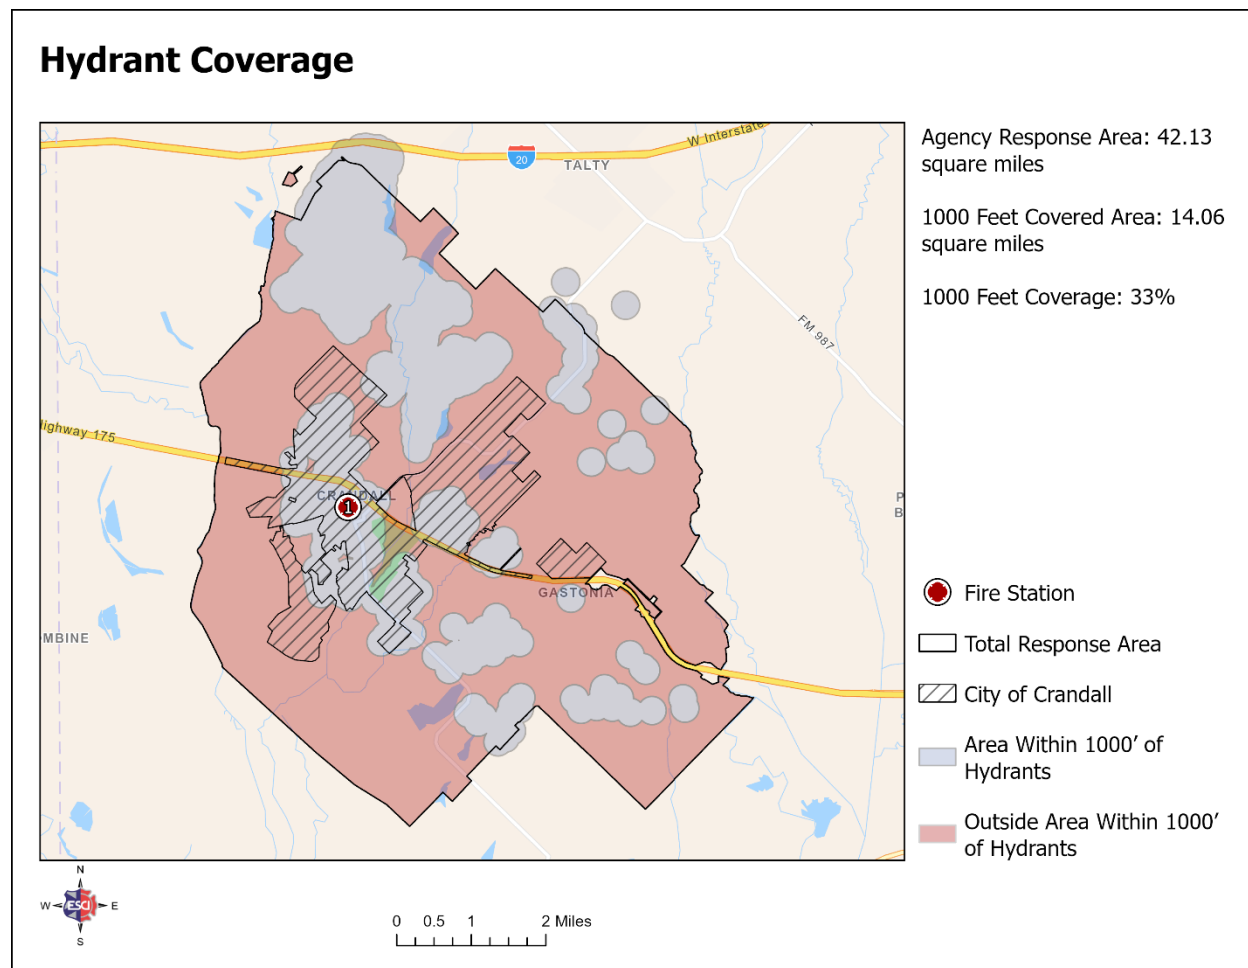 Hydrant Coverage
W Interstate
20
TALTY
FM 987
Highway 175
CRANDALL
1
GASTONIA
MBINE
P
B
Agency Response Area: 42.13
square miles
1000 Feet Covered Area: 14.06
square miles
1000 Feet Coverage: 33%
Fire Station
Total Response Area
City of Crandall
Area Within 1000’ of
Hydrants
Outside Area Within 1000’
of Hydrants
N
W
ESCI
E
S
0 0.5 1 2 Miles